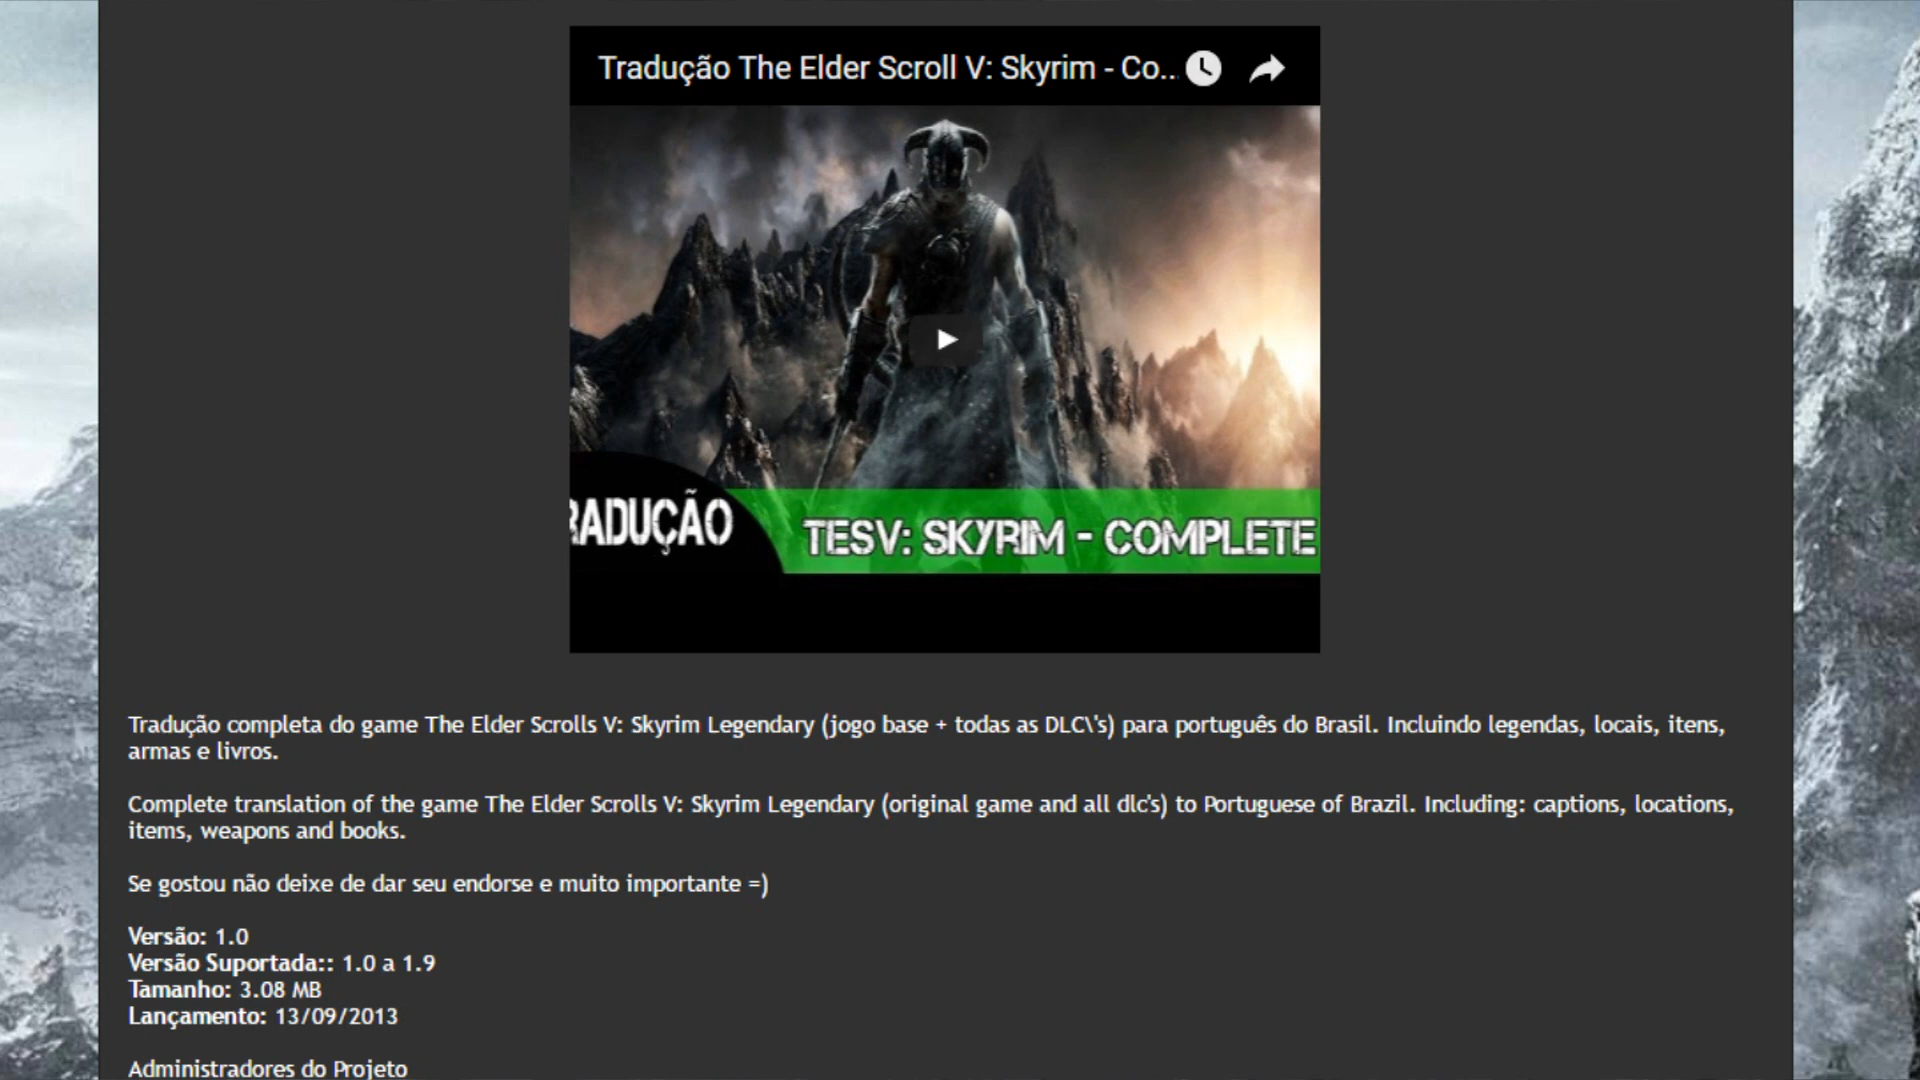 Tradução The Elder Scroll V: Skyrim - Co...
RADUÇÃO
TESV: SKYRIM - COMPLETE
Tradução completa do game The Elder Scrolls V: Skyrim Legendary (jogo base + todas as DLC\'s) para português do Brasil. Incluindo legendas, locais, itens,
armas e livros.
Complete translation of the game The Elder Scrolls V: Skyrim Legendary (original game and all dlc's) to Portuguese of Brazil. Including: captions, locations,
items, weapons and books.
Se gostou não deixe de dar seu endorse e muito importante =)
Versão: 1.0
Versão Suportada:: 1.0 a 1.9
Tamanho: 3.08 MB
Lançamento: 13/09/2013
Administradores do Projeto